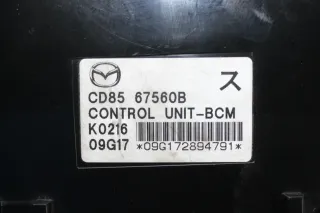 ス
CD85 67560B
CONTROL UNIT-BCM
K0216
09G17 *09G172894791*